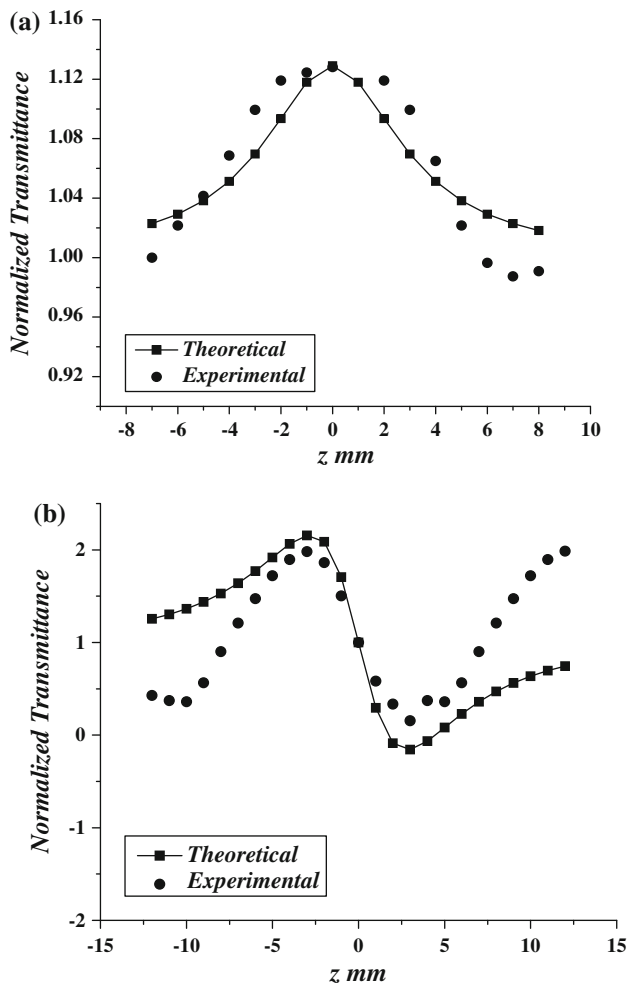 (a)
1.16
1.12
1.08
1.04
1.00
0.96
0.92
Normalized Transmittance
Theoretical
Experimental
-8 -6 -4 -2 0 2 4 6 8 10
z mm
(b)
2
1
0
-1
-2
Normalized Transmittance
Theoretical
Experimental
-15 -10 -5 0 5 10 15
z mm